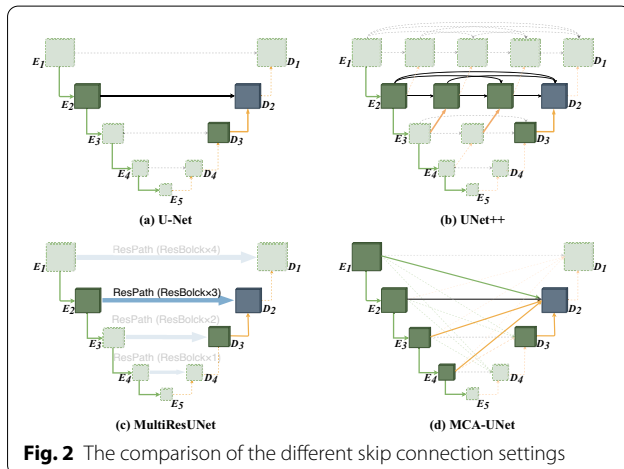 E1 D1 E1 D1
E2 D2 E2 D2
E3 D3 E3 D3
E4 D4 E4 D4
E5 E5
(a) U-Net (b) UNet++
ResPath (ResBolck×4)
E1 D1 E1 D1
ResPath (ResBolck×3)
E2 D2 E2 D2
ResPath (ResBolck×2)
E3 D3 E3 D3
ResPath (ResBolck×1)
E4 D4 E4 D4
E5 E5
(c) MultiResUNet (d) MCA-UNet
Fig. 2 The comparison of the different skip connection settings